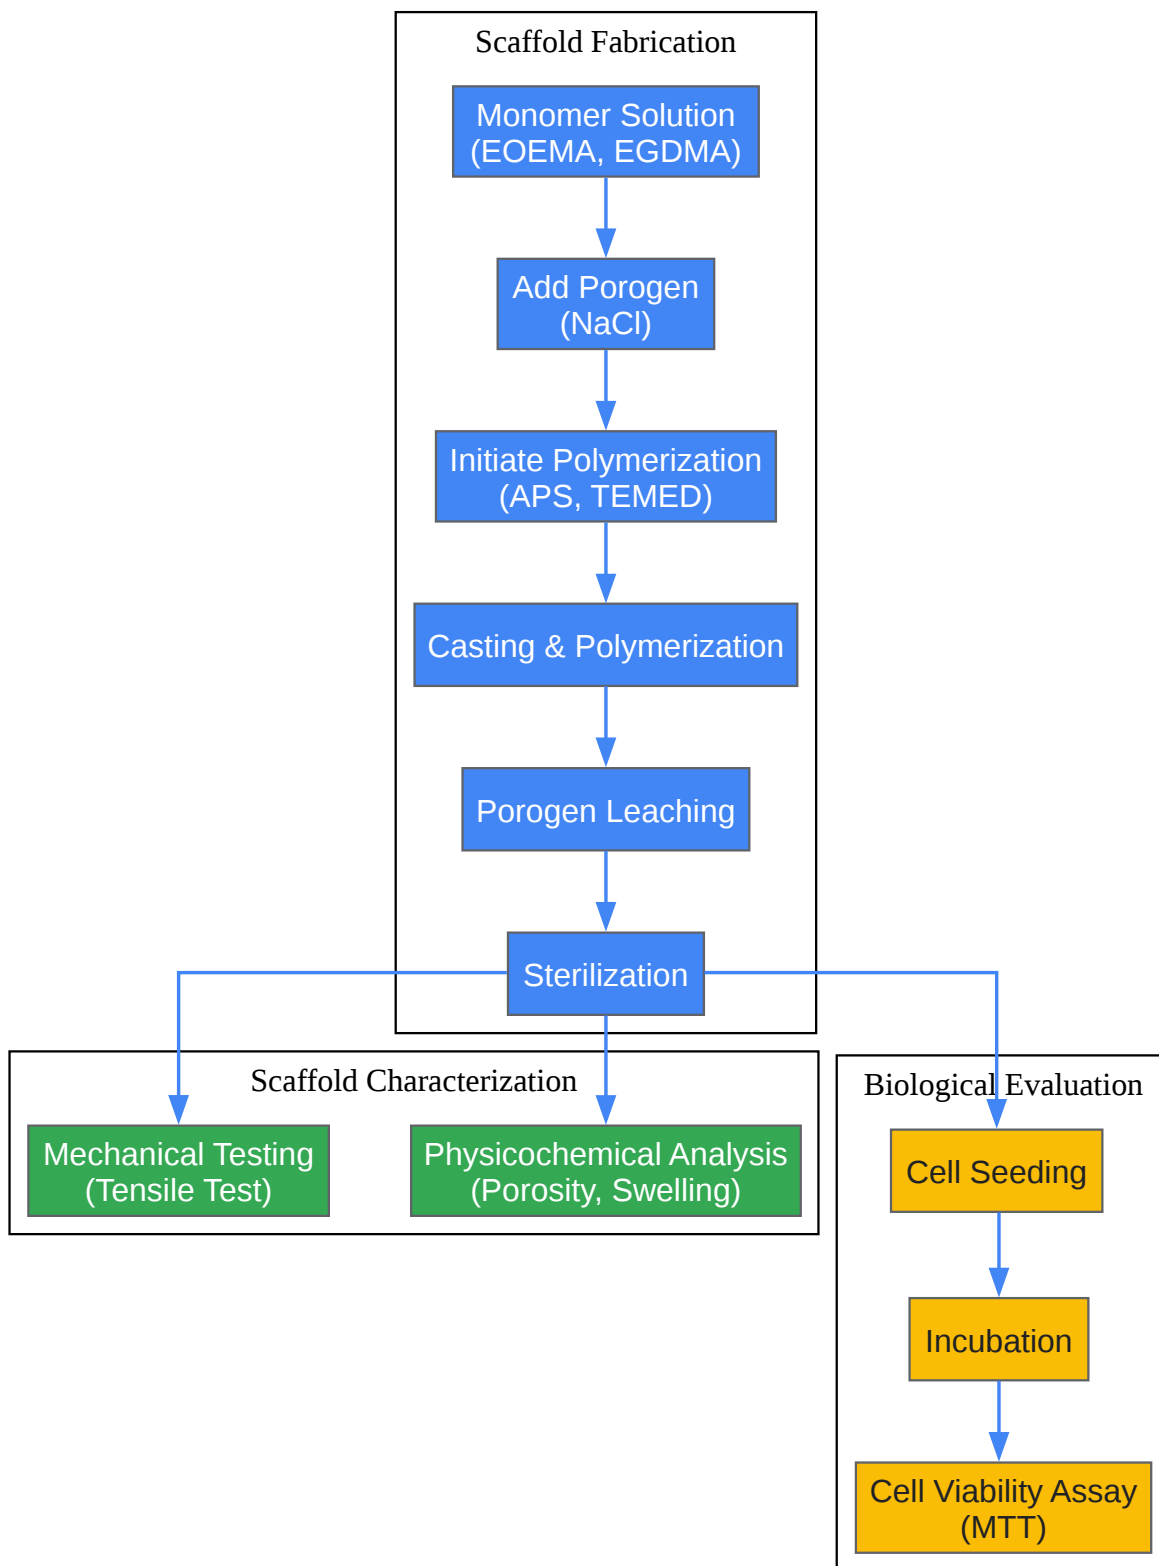 Scaffold Fabrication
Monomer Solution
(EOEMA, EGDMA)
Add Porogen
(NaCl)
Initiate Polymerization
(APS, TEMED)
Casting & Polymerization
Porogen Leaching
Sterilization
Scaffold Characterization
Mechanical Testing
(Tensile Test)
Physicochemical Analysis
(Porosity, Swelling)
Biological Evaluation
Cell Seeding
Incubation
Cell Viability Assay
(MTT)